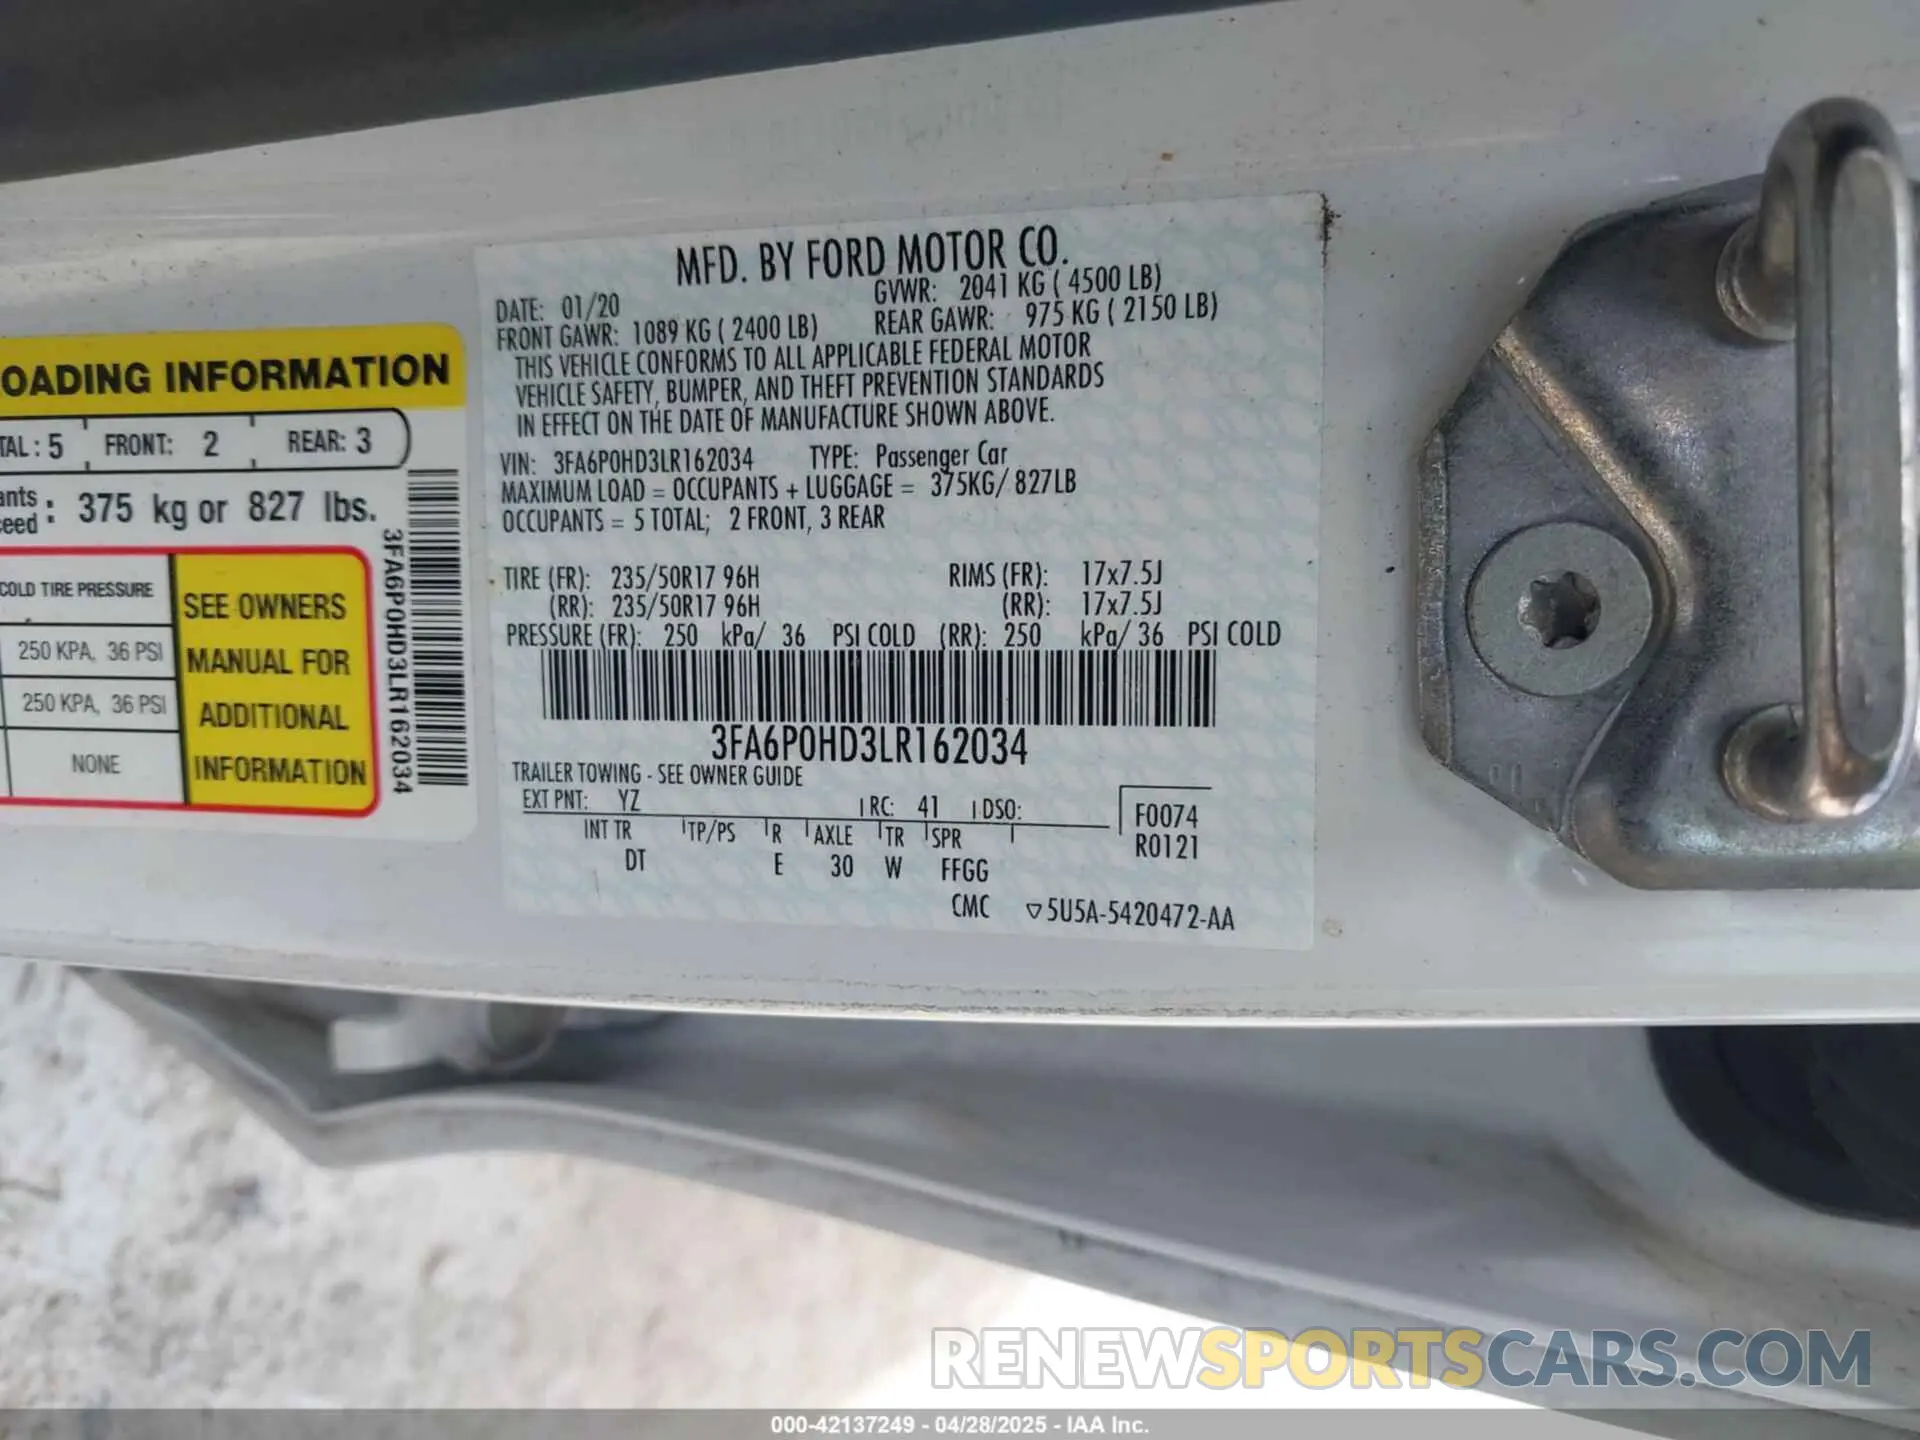 OADING INFORMATION
TAL : 5 FRONT: 2 REAR: 3
ants
eed : 375 kg or 827 lbs.
COLD TIRE PRESSURE
250 KPA, 36 PSI
250 KPA, 36 PSI
NONE
SEE OWNERS
MANUAL FOR
ADDITIONAL
INFORMATION
3FA6P0HD3LR162034
MFD. BY FORD MOTOR CO.
DATE: 01/20 GVWR: 2041 KG ( 4500 LB)
FRONT GAWR: 1089 KG ( 2400 LB) REAR GAWR: 975 KG ( 2150 LB)
THIS VEHICLE CONFORMS TO ALL APPLICABLE FEDERAL MOTOR
VEHICLE SAFETY, BUMPER, AND THEFT PREVENTION STANDARDS
IN EFFECT ON THE DATE OF MANUFACTURE SHOWN ABOVE.
VIN: 3FA6P0HD3LR162034 TYPE: Passenger Car
MAXIMUM LOAD = OCCUPANTS + LUGGAGE = 375KG/ 827LB
OCCUPANTS = 5 TOTAL; 2 FRONT, 3 REAR
TIRE (FR): 235/50R17 96H RIMS (FR): 17x7.5J
(RR): 235/50R17 96H (RR): 17x7.5J
PRESSURE (FR): 250 kPa/ 36 PSI COLD (RR): 250 kPa/ 36 PSI COLD
3FA6P0HD3LR162034
TRAILER TOWING - SEE OWNER GUIDE
EXT PNT: YZ RC: 41 DSO:
INT TR TP/PS R AXLE TR SPR
DT E 30 W FFGG
F0074
R0121
CMC ▽5U5A-5420472-AA
RENEWSPORTSCARS.COM
000-42137249 - 04/28/2025 - IAA Inc.